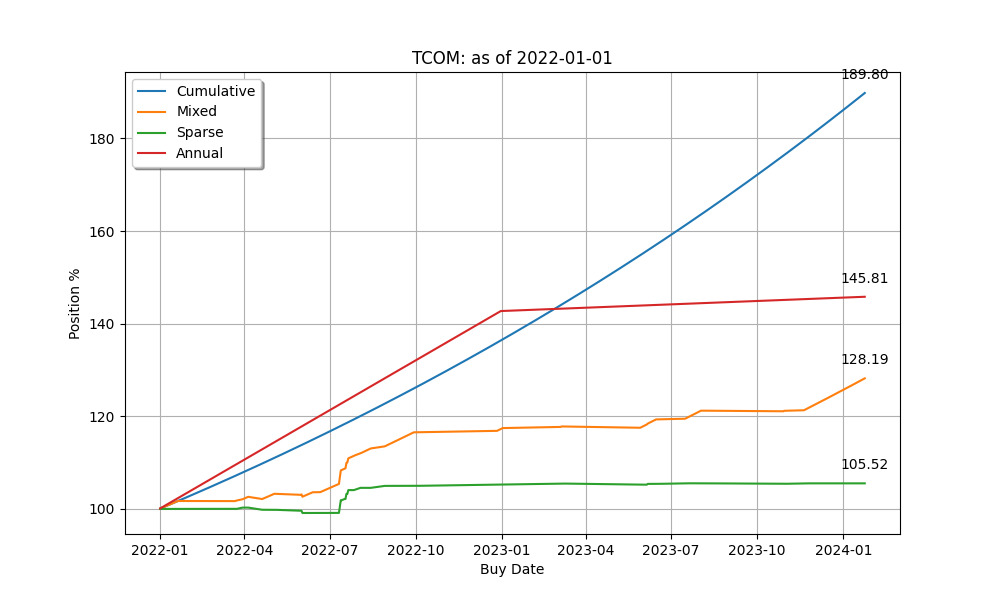 TCOM: as of 2022-01-01
189.80
Cumulative
Mixed
Sparse
Annual
180
160
145.81
140
128.19
120
105.52
100
Position %
2022-01 2022-04 2022-07 2022-10 2023-01 2023-04 2023-07 2023-10 2024-01
Buy Date